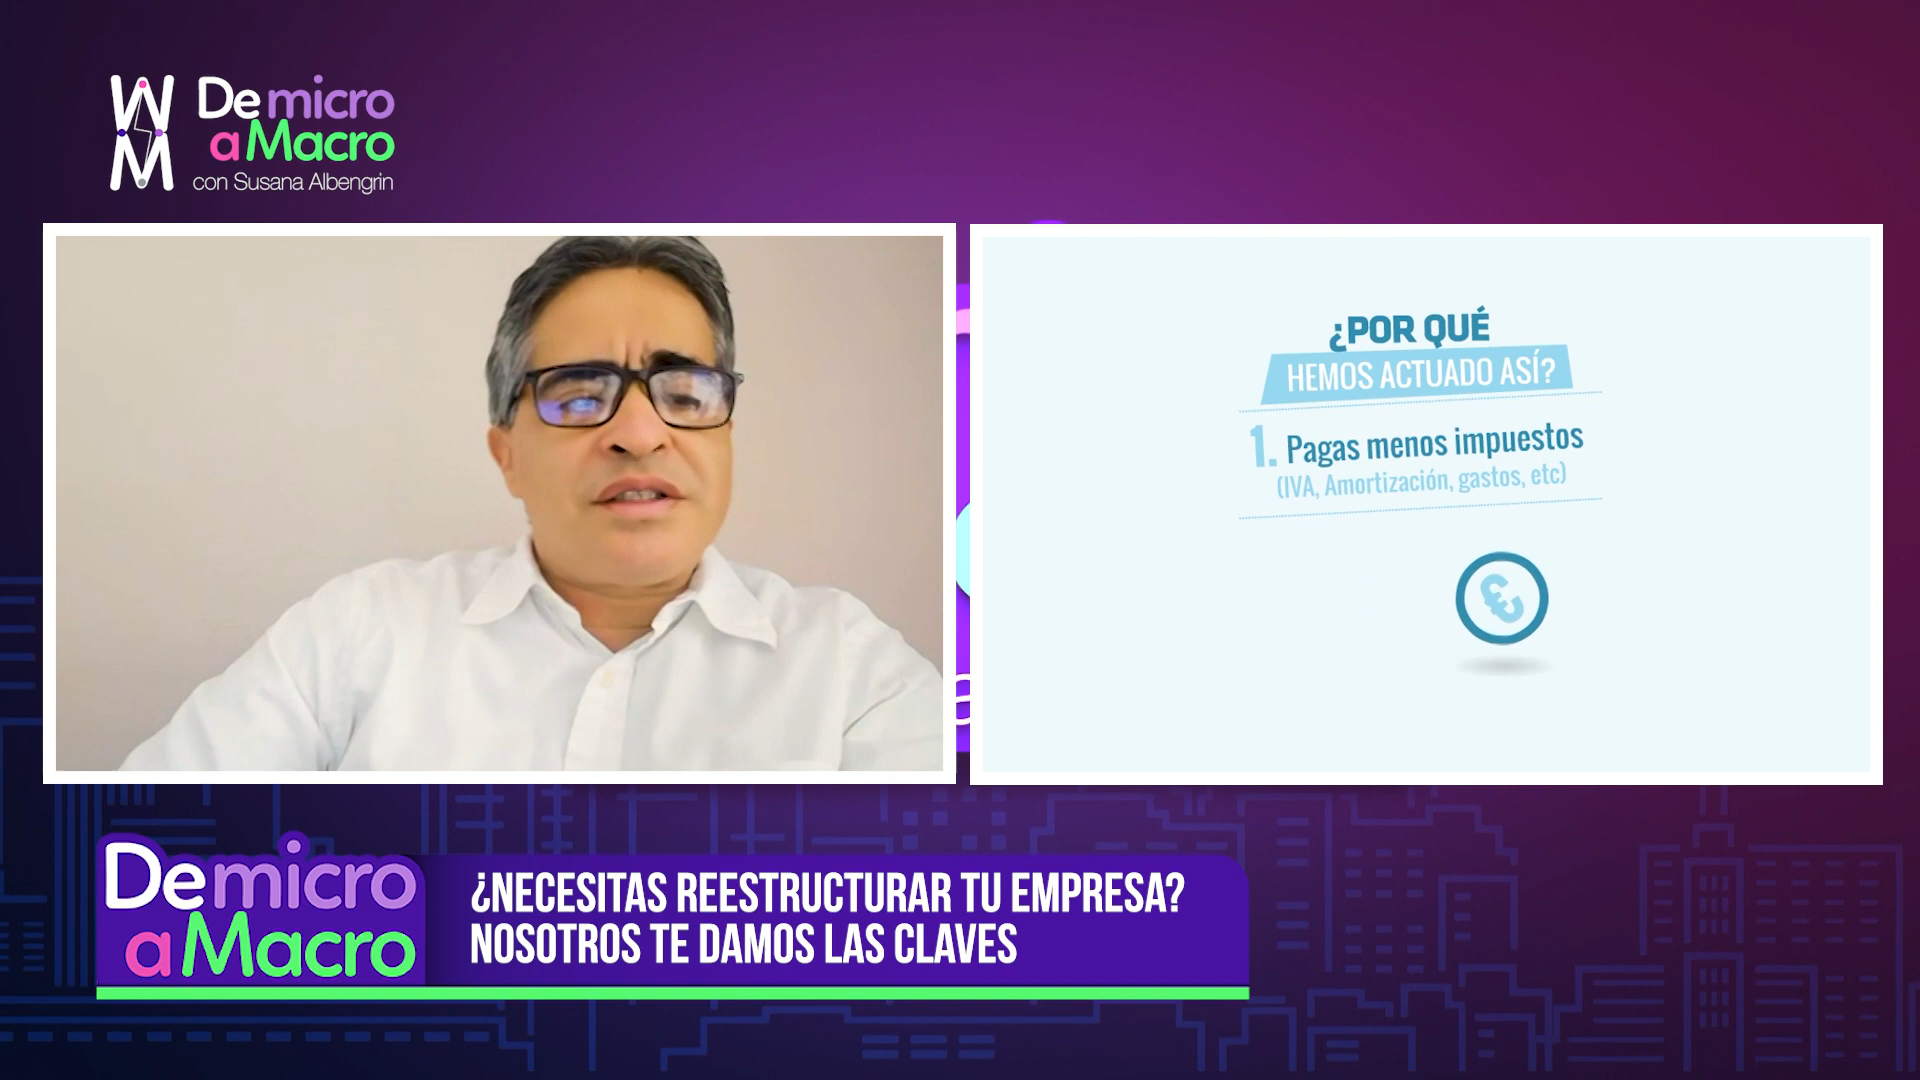 WM
De micro
a Macro
con Susana Albengrin
¿POR QUÉ
HEMOS ACTUADO ASÍ?
1. Pagas menos impuestos
(IVA, Amortización, gastos, etc)
€
De micro
a Macro
¿NECESITAS REESTRUCTURAR TU EMPRESA?
NOSOTROS TE DAMOS LAS CLAVES